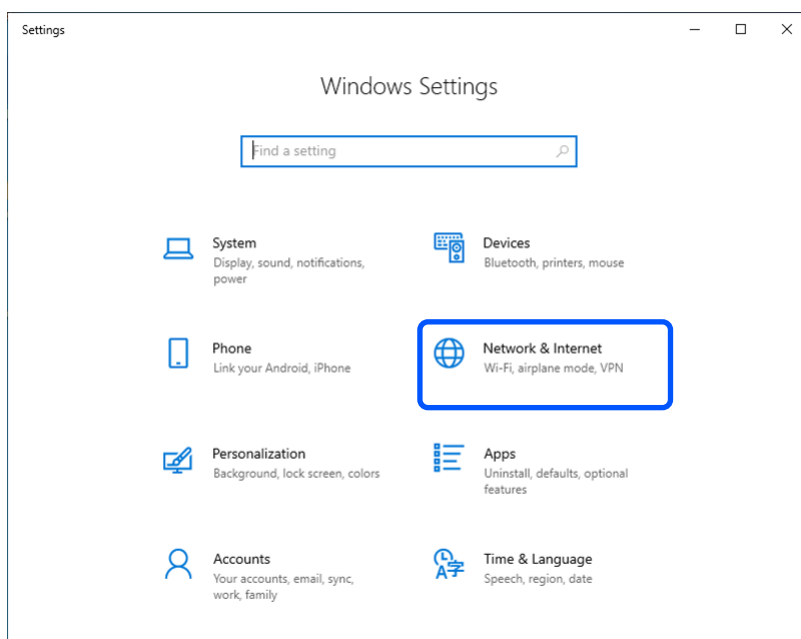 Settings
Windows Settings
Find a setting
System
Display, sound, notifications,
power
Devices
Bluetooth, printers, mouse
Phone
Link your Android, iPhone
Network & Internet
Wi-Fi, airplane mode, VPN
Personalization
Background, lock screen, colors
Apps
Uninstall, defaults, optional
features
Accounts
Your accounts, email, sync,
work, family
Time & Language
Speech, region, date